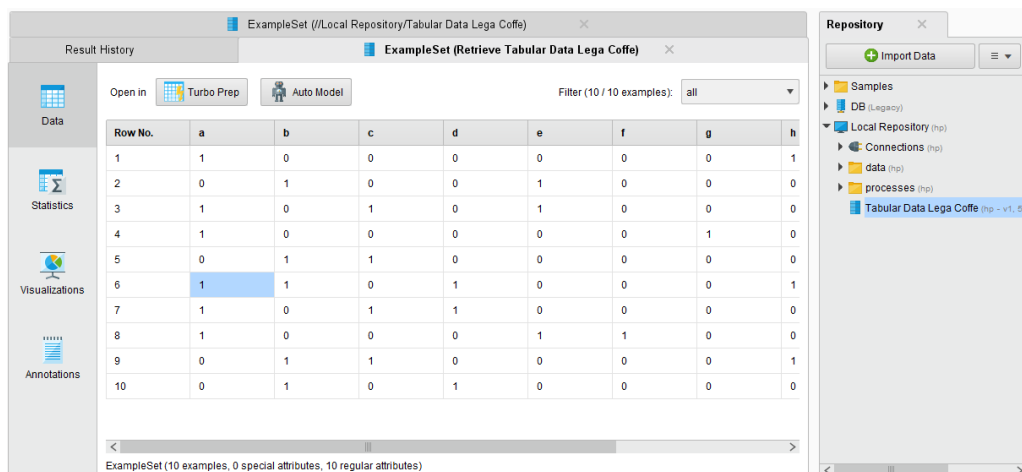 ExampleSet (//Local Repository/Tabular Data Lega Coffe)
Result History
ExampleSet (Retrieve Tabular Data Lega Coffe)
Data
Statistics
Visualizations
Annotations
Open in Turbo Prep Auto Model Filter (10 / 10 examples): all
Row No. a b c d e f g h
1 1 0 0 0 0 0 0 1
2 0 1 0 0 1 0 0 0
3 1 0 1 0 1 0 0 0
4 1 0 0 0 0 0 1 0
5 0 1 1 0 0 0 0 0
6 1 1 0 1 0 0 0 1
7 1 0 1 1 0 0 0 0
8 1 0 0 0 1 1 0 0
9 0 1 1 0 0 0 0 1
10 0 1 0 1 0 0 0 0
ExampleSet (10 examples, 0 special attributes, 10 regular attributes)
Repository
Import Data
Samples
DB (Legacy)
Local Repository (hp)
Connections (hp)
data (hp)
processes (hp)
Tabular Data Lega Coffe (hp - v1,